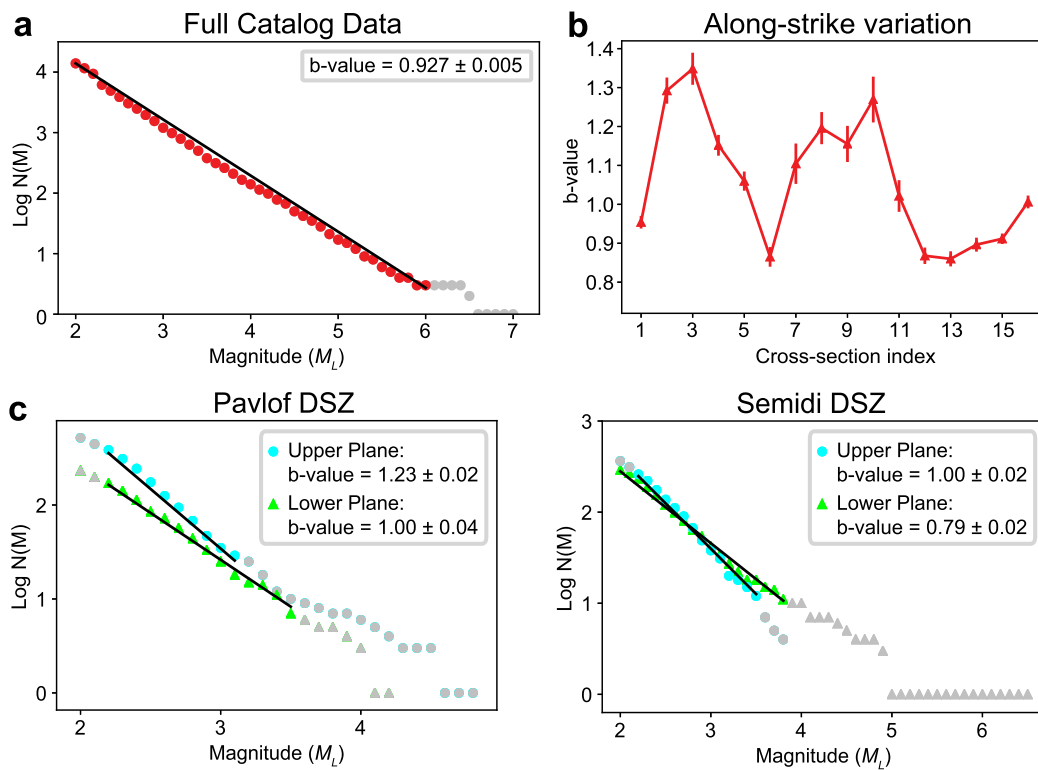 a
Full Catalog Data
b-value = 0.927 ± 0.005
4
3
2
1
0
Log N(M)
2 3 4 5 6 7
Magnitude (M_L)
b
Along-strike variation
1.4
1.3
1.2
1.1
1.0
0.9
0.8
b-value
1 3 5 7 9 11 13 15
Cross-section index
c
Pavlof DSZ
Upper Plane:
b-value = 1.23 ± 0.02
Lower Plane:
b-value = 1.00 ± 0.04
2
1
0
Log N(M)
2 3 4
Magnitude (M_L)
Semidi DSZ
Upper Plane:
b-value = 1.00 ± 0.02
Lower Plane:
b-value = 0.79 ± 0.02
3
2
1
0
Log N(M)
2 3 4 5 6
Magnitude (M_L)